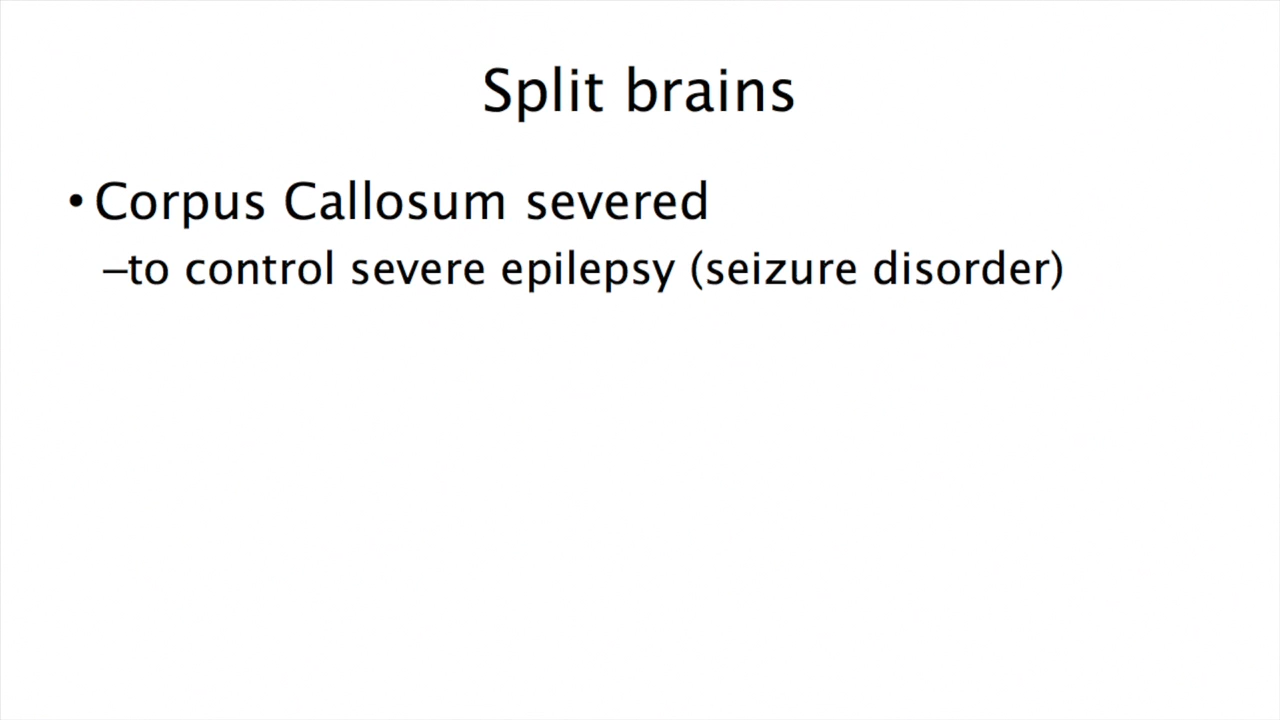 Split brains
• Corpus Callosum severed
–to control severe epilepsy (seizure disorder)